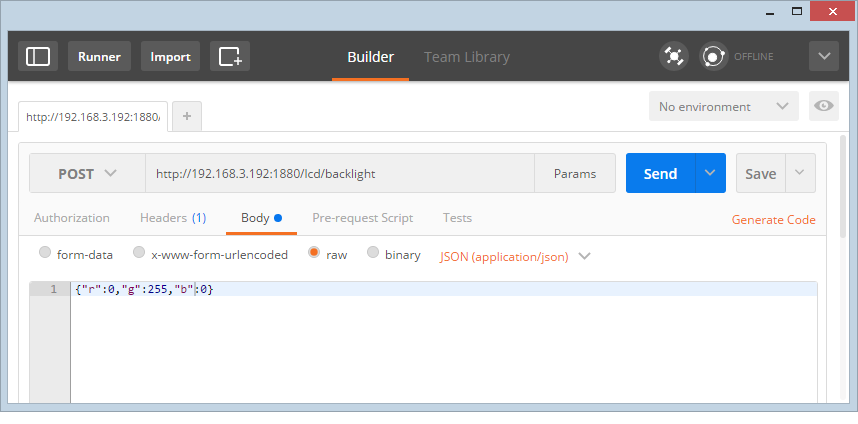 Runner Import Builder Team Library OFFLINE
http://192.168.3.192:1880/ + No environment
POST http://192.168.3.192:1880/lcd/backlight Params Send Save
Authorization Headers (1) Body Pre-request Script Tests Generate Code
form-data x-www-form-urlencoded raw binary JSON (application/json)
1 {"r":0,"g":255,"b":0}